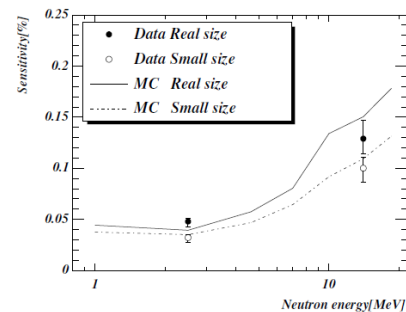 Sensitivity[%]
0.25
0.2
0.15
0.1
0.05
0
Data Real size
Data Small size
MC Real size
MC Small size
1
10
Neutron energy[MeV]